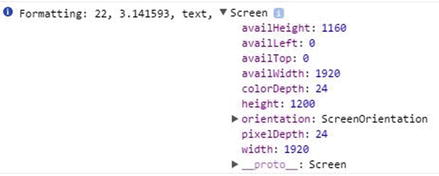 Formatting: 22, 3.141593, text, ▼Screen i
availHeight: 1160
availLeft: 0
availTop: 0
availWidth: 1920
colorDepth: 24
height: 1200
▶orientation: ScreenOrientation
pixelDepth: 24
width: 1920
▶__proto__: Screen